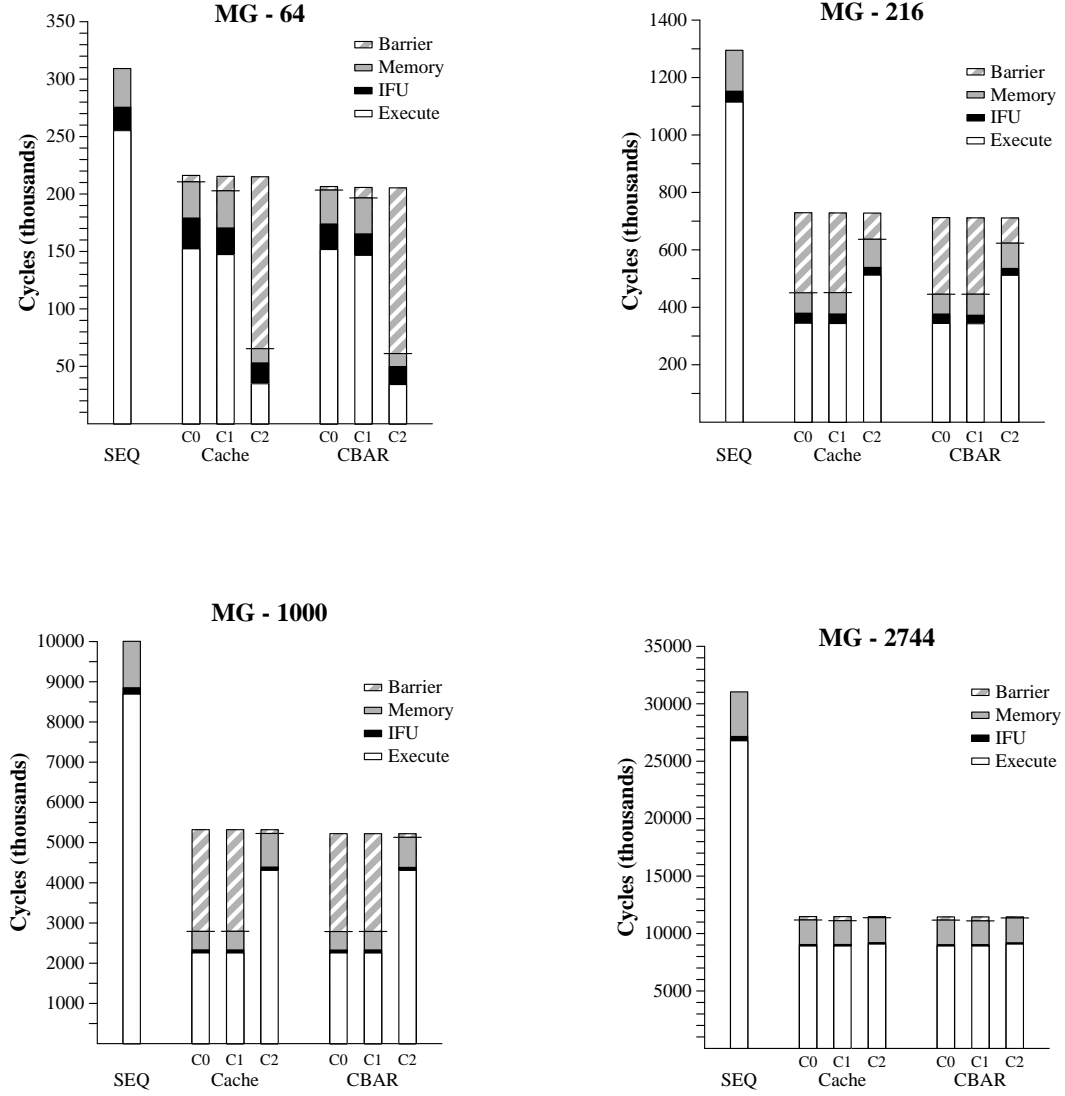 MG - 64
350
300
250
200
150
100
50
Cycles (thousands)
Barrier
Memory
IFU
Execute
C0 C1 C2 C0 C1 C2
SEQ Cache CBAR
MG - 216
1400
1200
1000
800
600
400
200
Cycles (thousands)
Barrier
Memory
IFU
Execute
C0 C1 C2 C0 C1 C2
SEQ Cache CBAR
MG - 1000
10000
9000
8000
7000
6000
5000
4000
3000
2000
1000
Cycles (thousands)
Barrier
Memory
IFU
Execute
C0 C1 C2 C0 C1 C2
SEQ Cache CBAR
MG - 2744
35000
30000
25000
20000
15000
10000
5000
Cycles (thousands)
Barrier
Memory
IFU
Execute
C0 C1 C2 C0 C1 C2
SEQ Cache CBAR